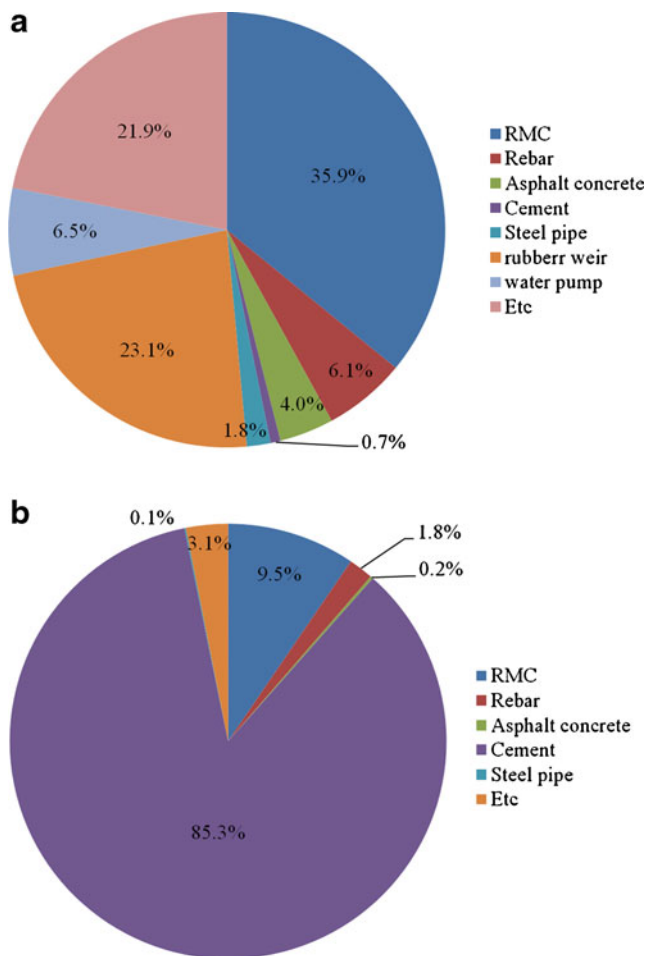 a
21.9%
35.9%
6.5%
23.1%
6.1%
4.0%
1.8%
0.7%
RMC
Rebar
Asphalt concrete
Cement
Steel pipe
rubberr weir
water pump
Etc
b
0.1%
3.1%
9.5%
1.8%
0.2%
85.3%
RMC
Rebar
Asphalt concrete
Cement
Steel pipe
Etc